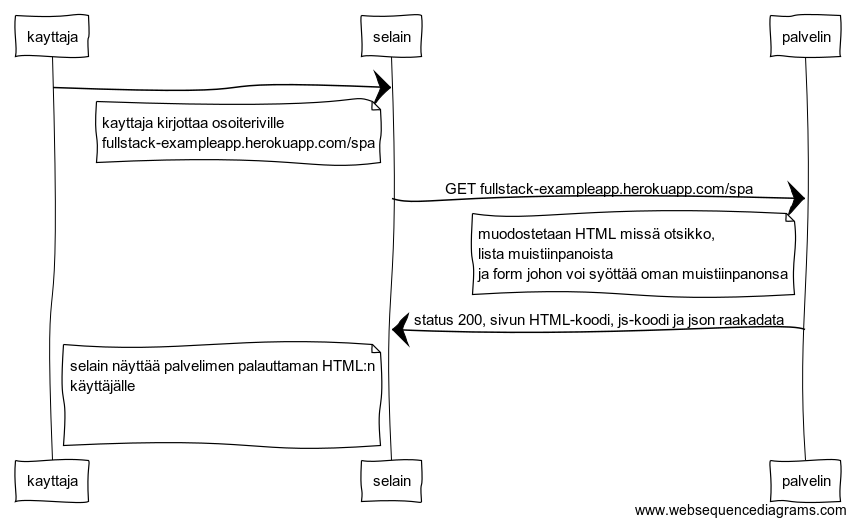 kayttaja
selain
palvelin
kayttaja kirjottaa osoiteriville
fullstack-exampleapp.herokuapp.com/spa
GET fullstack-exampleapp.herokuapp.com/spa
muodostetaan HTML missä otsikko,
lista muistiinpanoista
ja form johon voi syöttää oman muistiinpanonsa
status 200, sivun HTML-koodi, js-koodi ja json raakadata
selain näyttää palvelimen palauttaman HTML:n
käyttäjälle
kayttaja
selain
palvelin
www.websequencediagrams.com